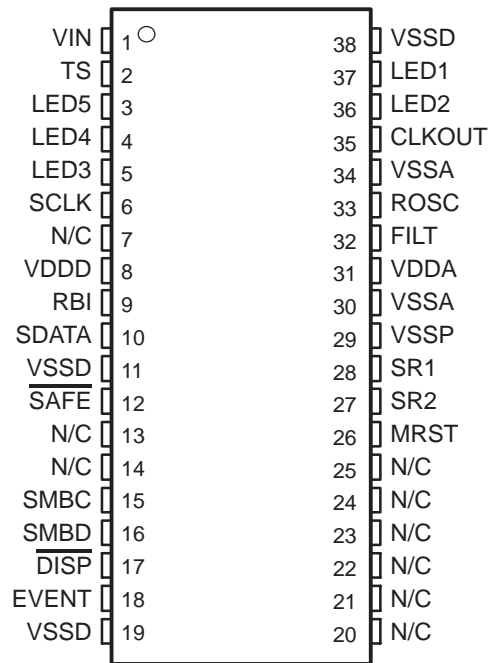 VIN 1 38 VSSD
TS 2 37 LED1
LED5 3 36 LED2
LED4 4 35 CLKOUT
LED3 5 34 VSSA
SCLK 6 33 ROSC
N/C 7 32 FILT
VDDD 8 31 VDDA
RBI 9 30 VSSA
SDATA 10 29 VSSP
VSSD 11 28 SR1
SAFE 12 27 SR2
N/C 13 26 MRST
N/C 14 25 N/C
SMBC 15 24 N/C
SMBD 16 23 N/C
DISP 17 22 N/C
EVENT 18 21 N/C
VSSD 19 20 N/C